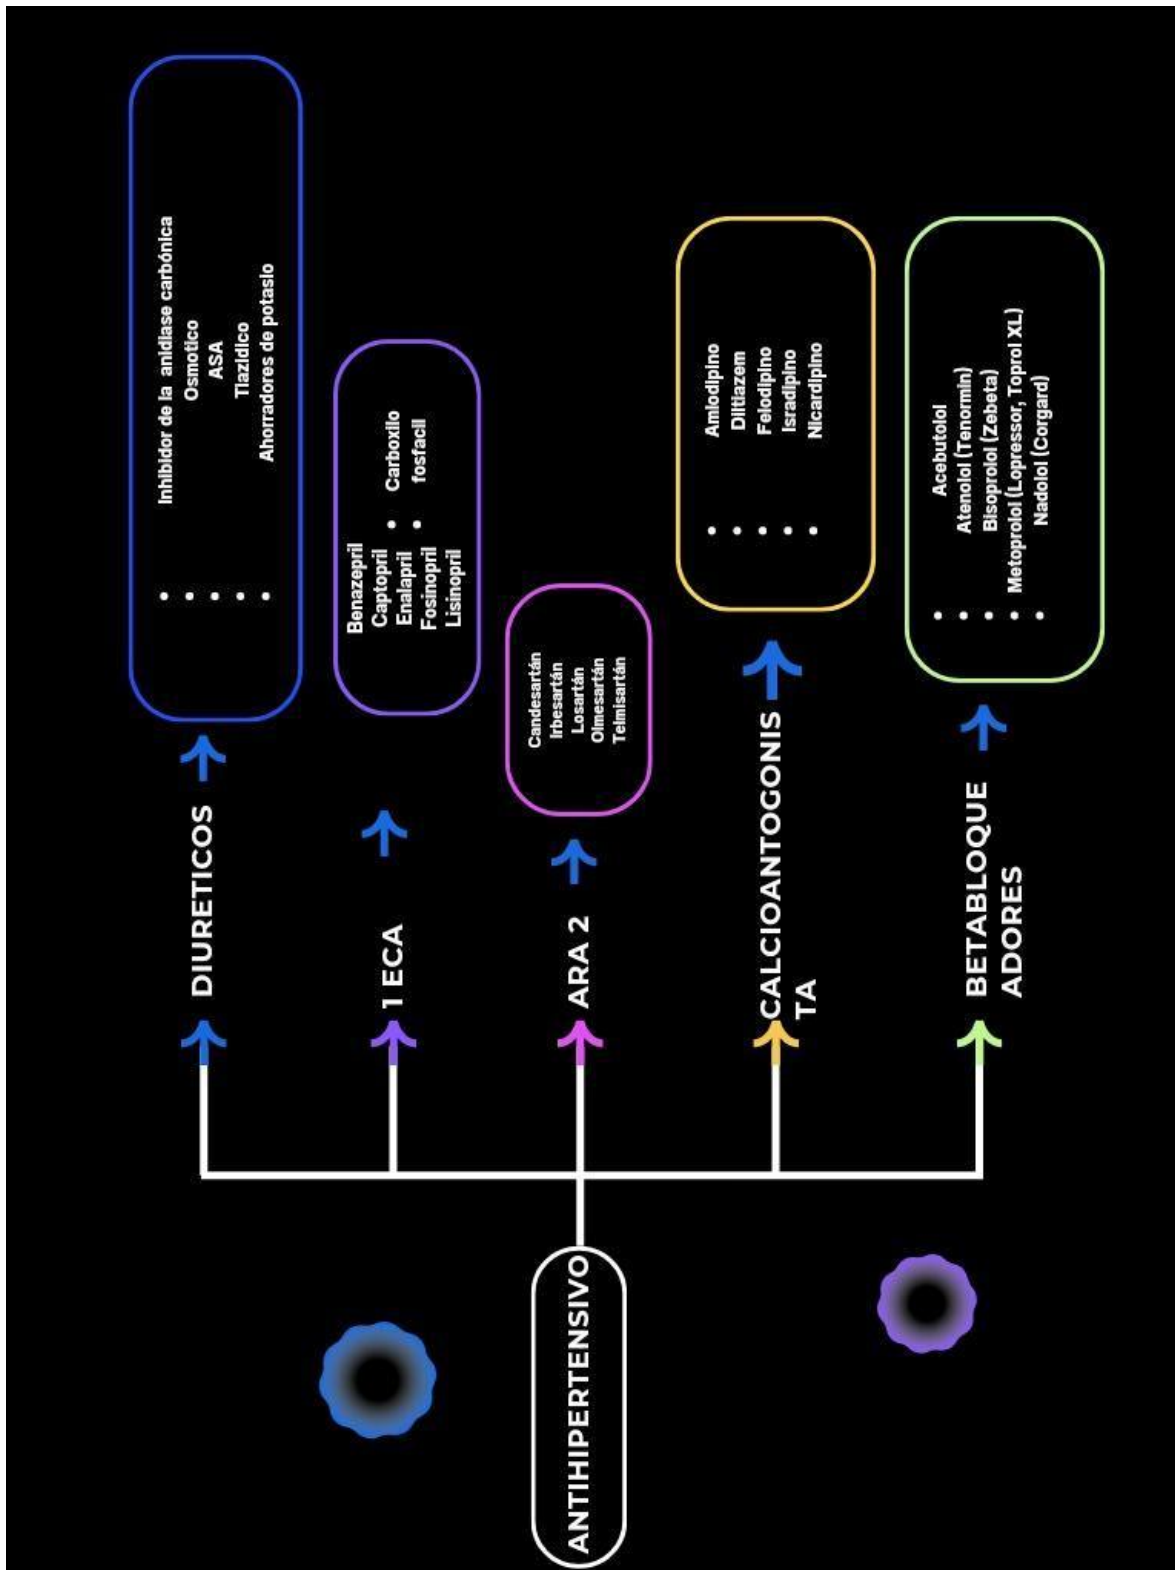 ANTIHIPERTENSIVO
DIURETICOS
• Inhibidor de la anidiase carbónica
• Osmotico
• ASA
• Tiazidico
• Ahorradores de potasio
1 ECA
Benazepril
Captopril
Enalapril
Fosinopril
Lisinopril
• Carboxilo
• fosfacil
ARA 2
Candesartán
Irbesartán
Losartán
Olmesartán
Telmisartán
CALCIOANTOGONIS
TA
• Amlodipino
• Diltiazem
• Felodipino
• Isradipino
• Nicardipino
BETABLOQUE
ADORES
• Acebutolol
• Atenolol (Tenormin)
• Bisoprolol (Zebeta)
• Metoprolol (Lopressor, Toprol XL)
• Nadolol (Corgard)